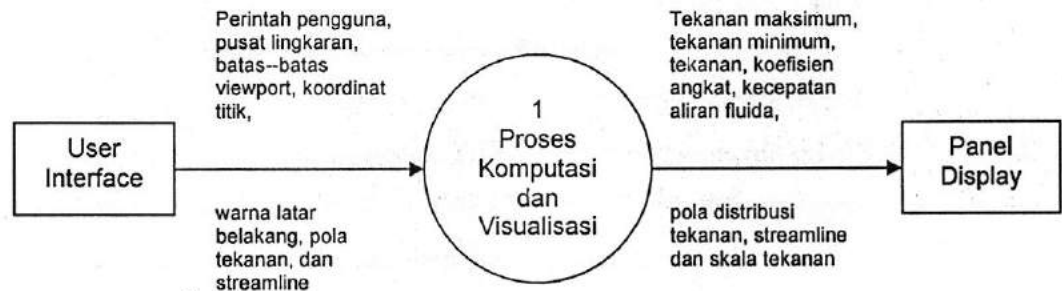 Perintah pengguna,
pusat lingkaran,
batas--batas
viewport, koordinat
titik,
Tekanan maksimum,
tekanan minimum,
tekanan, koefisien
angkat, kecepatan
aliran fluida,
User
Interface
1
Proses
Komputasi
dan
Visualisasi
Panel
Display
warna latar
belakang, pola
tekanan, dan
streamline
pola distribusi
tekanan, streamline
dan skala tekanan